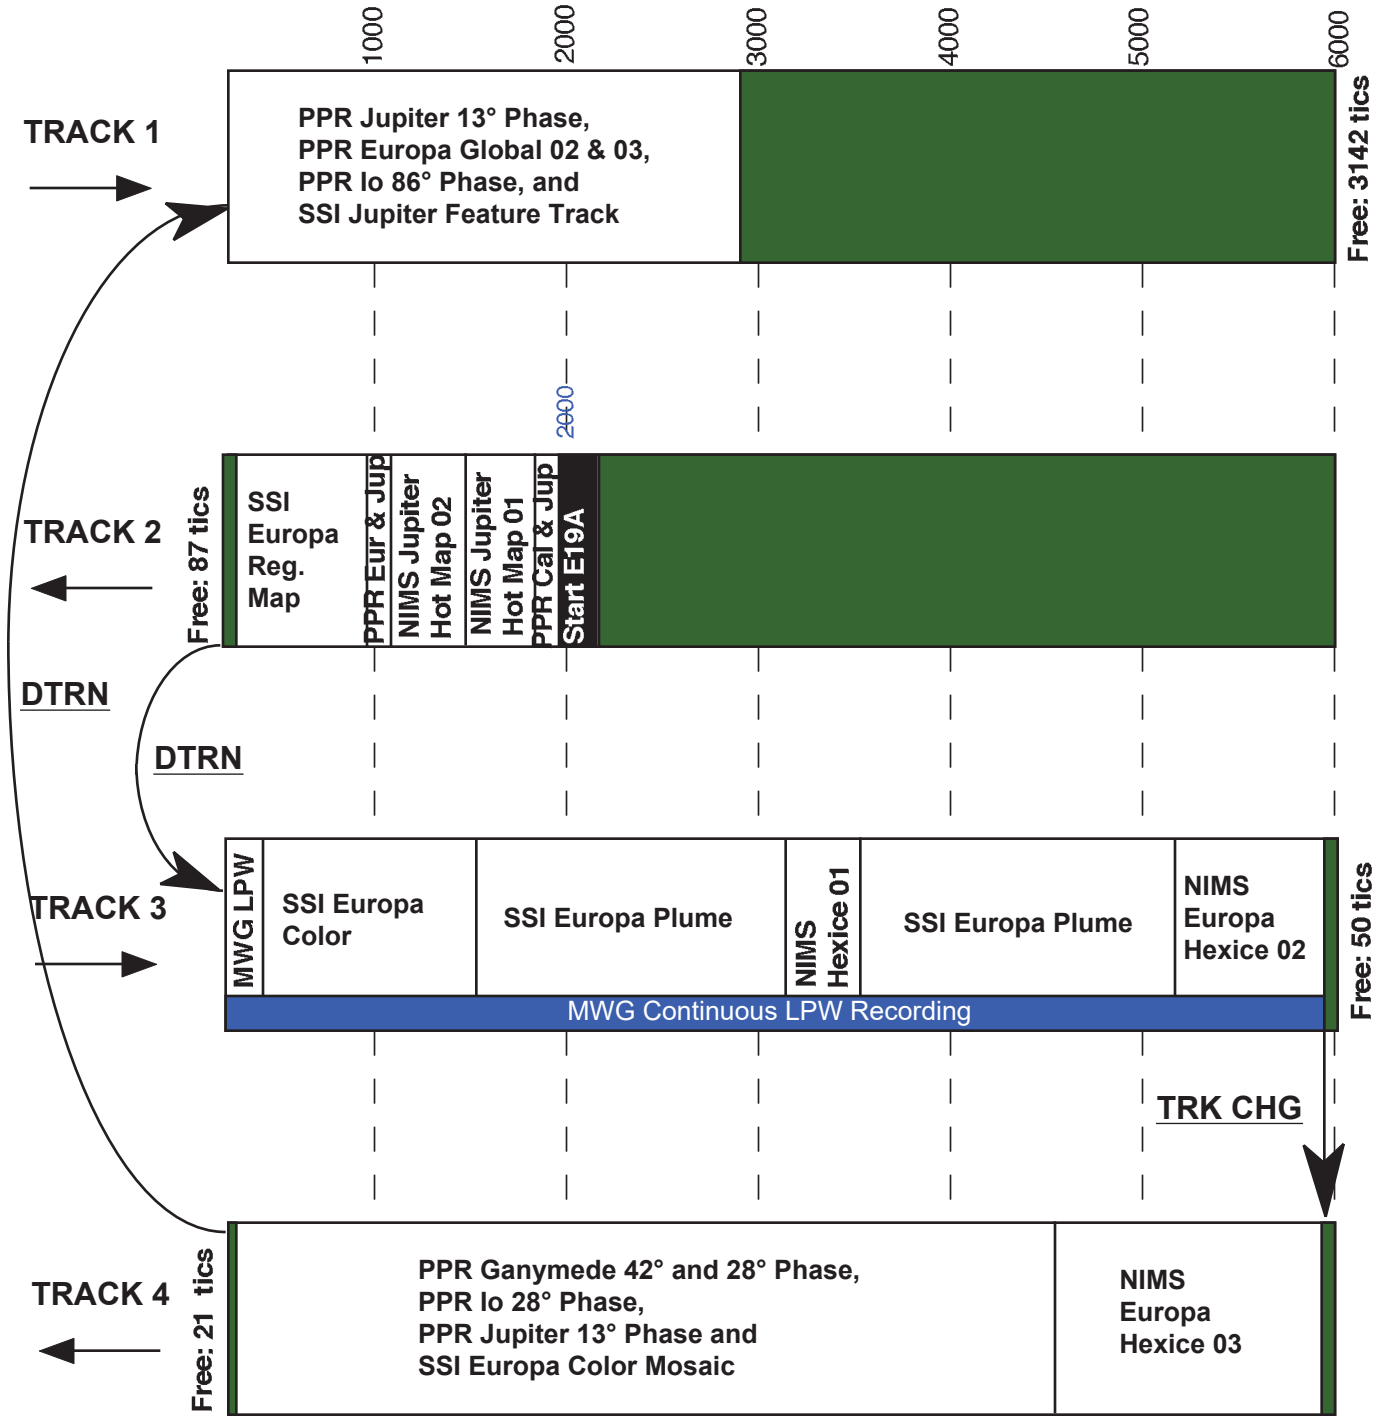 1000
2000
3000
4000
5000
6000
TRACK 1
PPR Jupiter 13° Phase,
PPR Europa Global 02 & 03,
PPR Io 86° Phase, and
SSI Jupiter Feature Track
Free: 3142 tics
2000
TRACK 2
Free: 87 tics
SSI
Europa
Reg.
Map
PPR Eur & Jup
NIMS Jupiter
Hot Map 02
NIMS Jupiter
Hot Map 01
PPR Cal & Jup
Start E19A
DTRN
DTRN
TRACK 3
MWG LPW
SSI Europa
Color
SSI Europa Plume
NIMS
Hexice 01
SSI Europa Plume
NIMS
Europa
Hexice 02
Free: 50 tics
MWG Continuous LPW Recording
TRK CHG
TRACK 4
Free: 21 tics
PPR Ganymede 42° and 28° Phase,
PPR Io 28° Phase,
PPR Jupiter 13° Phase and
SSI Europa Color Mosaic
NIMS
Europa
Hexice 03